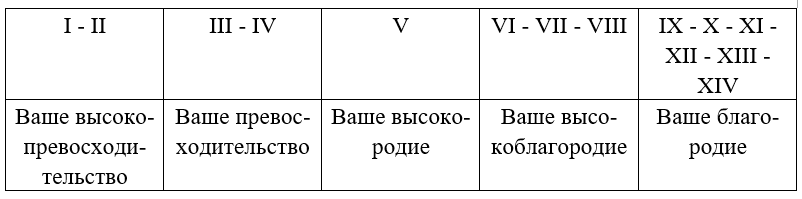 I - II
III - IV
V
VI - VII - VIII
IX - X - XI -
XII - XIII -
XIV
Ваше высоко-
превосходи-
тельство
Ваше превос-
ходительство
Ваше высоко-
родие
Ваше высо-
коблагородие
Ваше благо-
родие